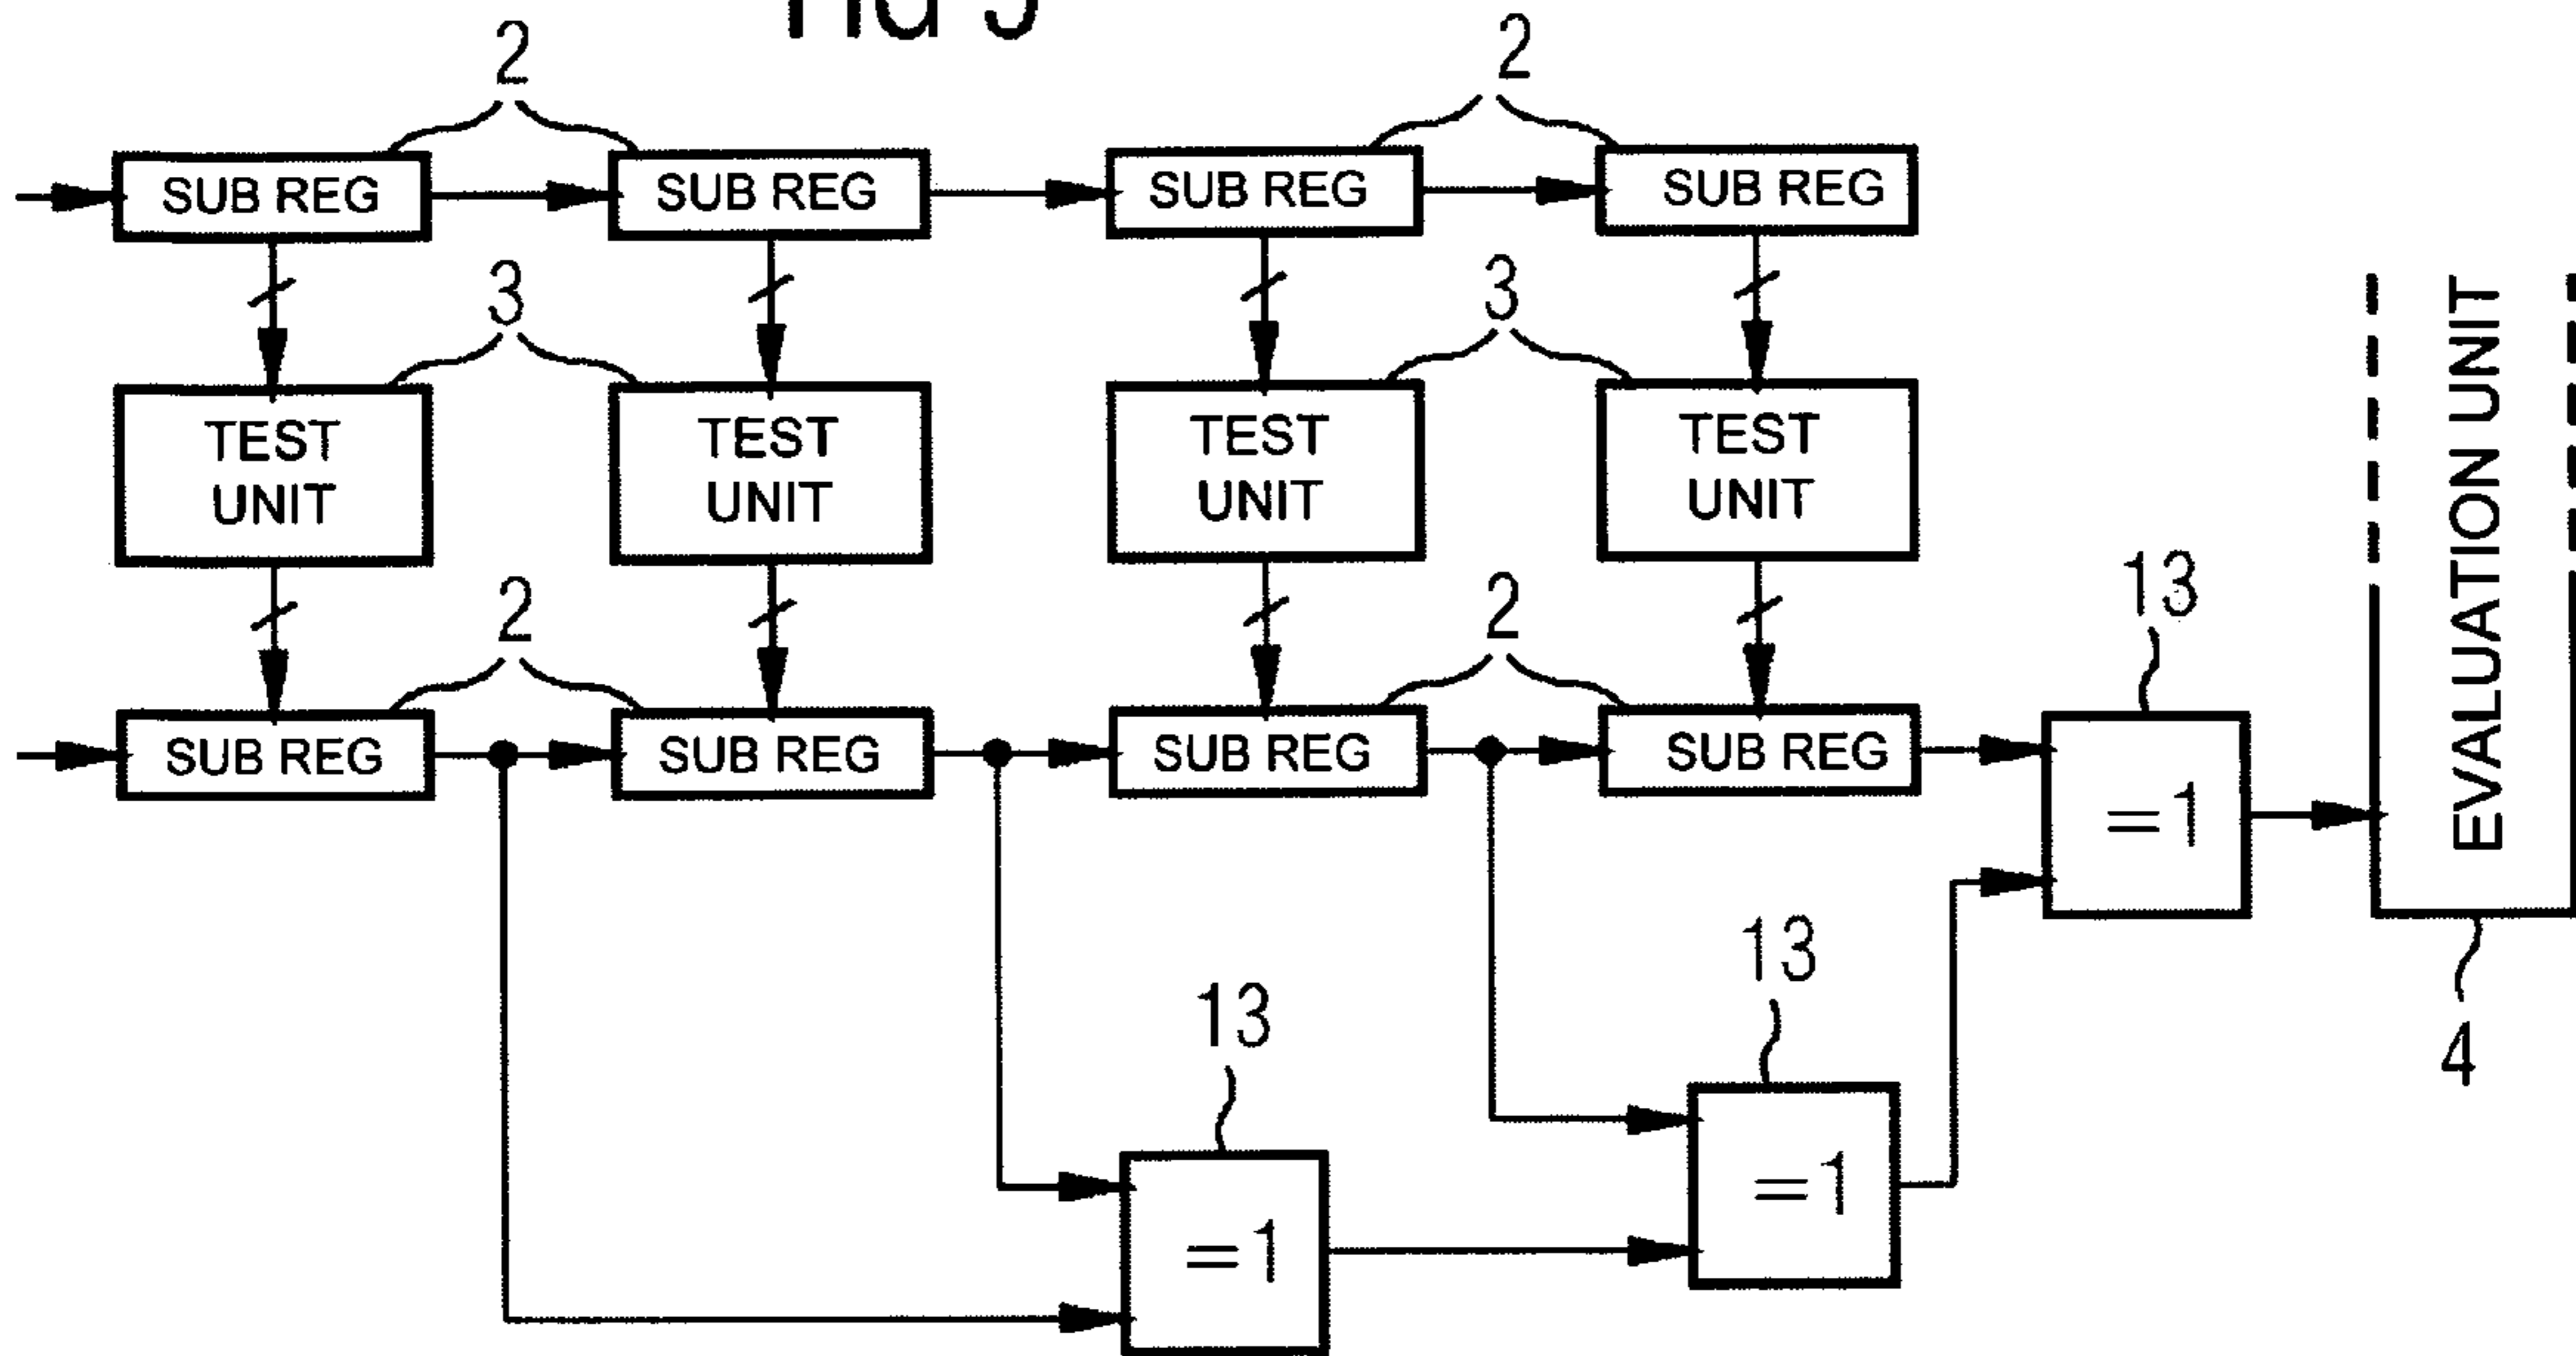 2 2
SUB REG SUB REG SUB REG SUB REG
3 3
TEST UNIT TEST UNIT TEST UNIT TEST UNIT
2 2
SUB REG SUB REG SUB REG SUB REG
13
=1
EVALUATION UNIT
4
13
=1
13
=1